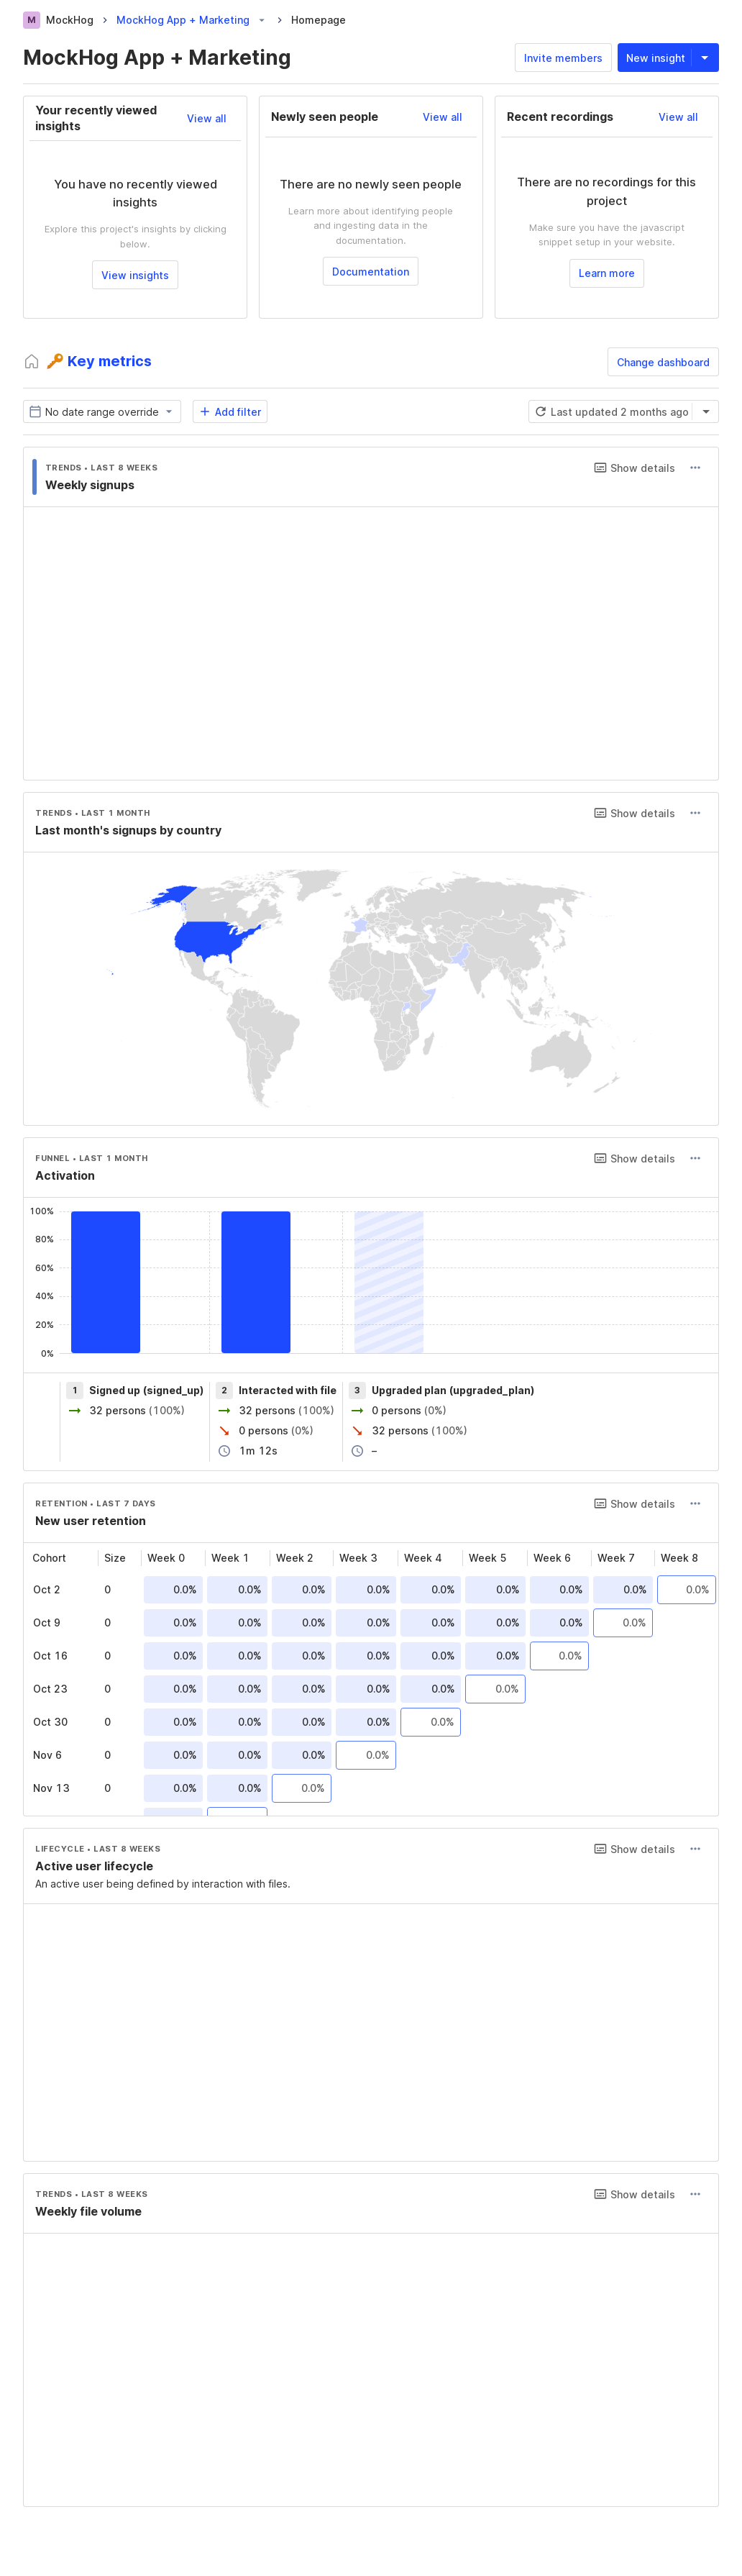 M MockHog > MockHog App + Marketing > Homepage
MockHog App + Marketing
Invite members
New insight
Your recently viewed
insights
View all
You have no recently viewed
insights
Explore this project's insights by clicking
below.
View insights
Newly seen people
View all
There are no newly seen people
Learn more about identifying people
and ingesting data in the
documentation.
Documentation
Recent recordings
View all
There are no recordings for this
project
Make sure you have the javascript
snippet setup in your website.
Learn more
🔑 Key metrics
Change dashboard
No date range override
Add filter
Last updated 2 months ago
TRENDS • LAST 8 WEEKS
Show details
Weekly signups
TRENDS • LAST 1 MONTH
Show details
Last month's signups by country
FUNNEL • LAST 1 MONTH
Show details
Activation
100%
80%
60%
40%
20%
0%
1 Signed up (signed_up)
32 persons (100%)
2 Interacted with file
32 persons (100%)
0 persons (0%)
1m 12s
3 Upgraded plan (upgraded_plan)
0 persons (0%)
32 persons (100%)
–
RETENTION • LAST 7 DAYS
Show details
New user retention
Cohort Size Week 0 Week 1 Week 2 Week 3 Week 4 Week 5 Week 6 Week 7 Week 8
Oct 2 0 0.0% 0.0% 0.0% 0.0% 0.0% 0.0% 0.0% 0.0% 0.0%
Oct 9 0 0.0% 0.0% 0.0% 0.0% 0.0% 0.0% 0.0% 0.0%
Oct 16 0 0.0% 0.0% 0.0% 0.0% 0.0% 0.0% 0.0%
Oct 23 0 0.0% 0.0% 0.0% 0.0% 0.0% 0.0%
Oct 30 0 0.0% 0.0% 0.0% 0.0% 0.0%
Nov 6 0 0.0% 0.0% 0.0% 0.0%
Nov 13 0 0.0% 0.0% 0.0%
LIFECYCLE • LAST 8 WEEKS
Show details
Active user lifecycle
An active user being defined by interaction with files.
TRENDS • LAST 8 WEEKS
Show details
Weekly file volume